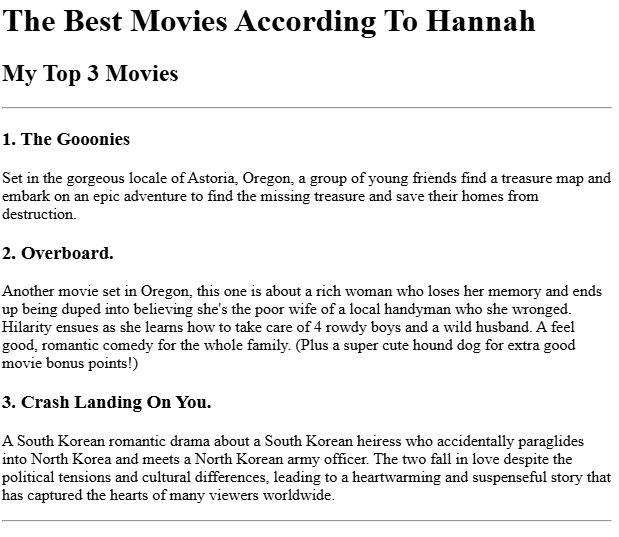 The Best Movies According To Hannah
My Top 3 Movies
1. The Gooonies
Set in the gorgeous locale of Astoria, Oregon, a group of young friends find a treasure map and
embark on an epic adventure to find the missing treasure and save their homes from
destruction.
2. Overboard.
Another movie set in Oregon, this one is about a rich woman who loses her memory and ends
up being duped into believing she's the poor wife of a local handyman who she wronged.
Hilarity ensues as she learns how to take care of 4 rowdy boys and a wild husband. A feel
good, romantic comedy for the whole family. (Plus a super cute hound dog for extra good
movie bonus points!)
3. Crash Landing On You.
A South Korean romantic drama about a South Korean heiress who accidentally paraglides
into North Korea and meets a North Korean army officer. The two fall in love despite the
political tensions and cultural differences, leading to a heartwarming and suspenseful story that
has captured the hearts of many viewers worldwide.